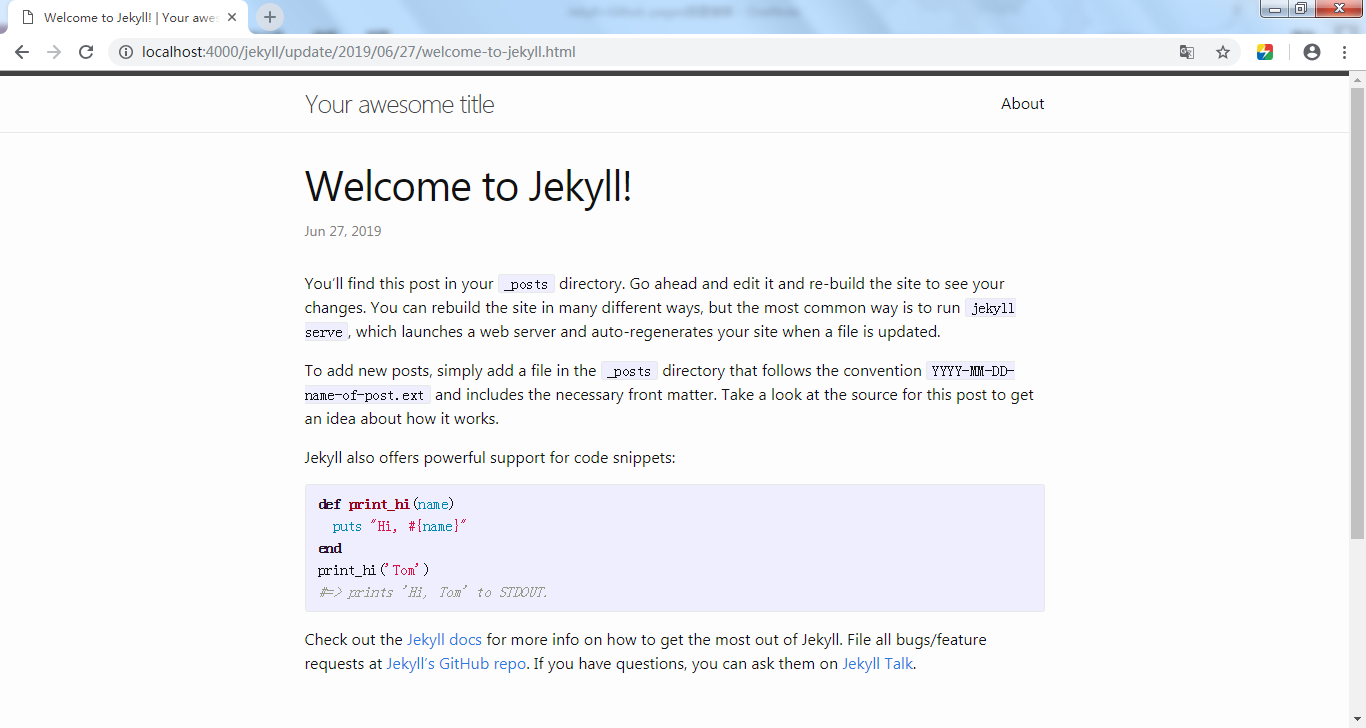 Welcome to Jekyll! | Your awes
localhost:4000/jekyll/update/2019/06/27/welcome-to-jekyll.html
Your awesome title
About
Welcome to Jekyll!
Jun 27, 2019
You’ll find this post in your _posts directory. Go ahead and edit it and re-build the site to see your
changes. You can rebuild the site in many different ways, but the most common way is to run jekyll
serve, which launches a web server and auto-regenerates your site when a file is updated.
To add new posts, simply add a file in the _posts directory that follows the convention YYYY-MM-DD-
name-of-post.ext and includes the necessary front matter. Take a look at the source for this post to get
an idea about how it works.
Jekyll also offers powerful support for code snippets:
def print_hi(name)
  puts "Hi, #{name}"
end
print_hi('Tom')
#=> prints 'Hi, Tom' to STDOUT.
Check out the Jekyll docs for more info on how to get the most out of Jekyll. File all bugs/feature
requests at Jekyll’s GitHub repo. If you have questions, you can ask them on Jekyll Talk.